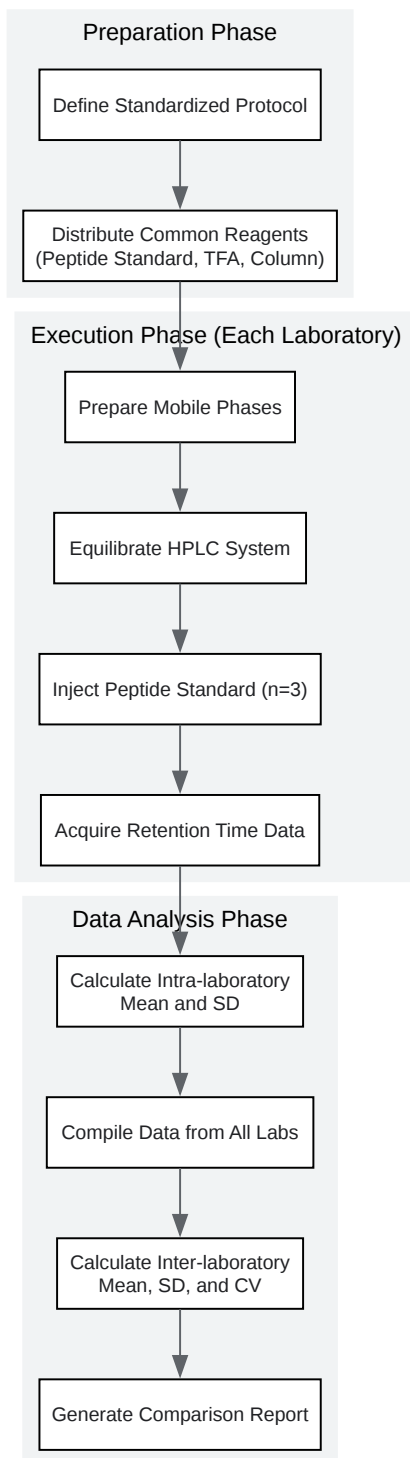 Preparation Phase
Define Standardized Protocol
Distribute Common Reagents
(Peptide Standard, TFA, Column)
Execution Phase (Each Laboratory)
Prepare Mobile Phases
Equilibrate HPLC System
Inject Peptide Standard (n=3)
Acquire Retention Time Data
Data Analysis Phase
Calculate Intra-laboratory
Mean and SD
Compile Data from All Labs
Calculate Inter-laboratory
Mean, SD, and CV
Generate Comparison Report